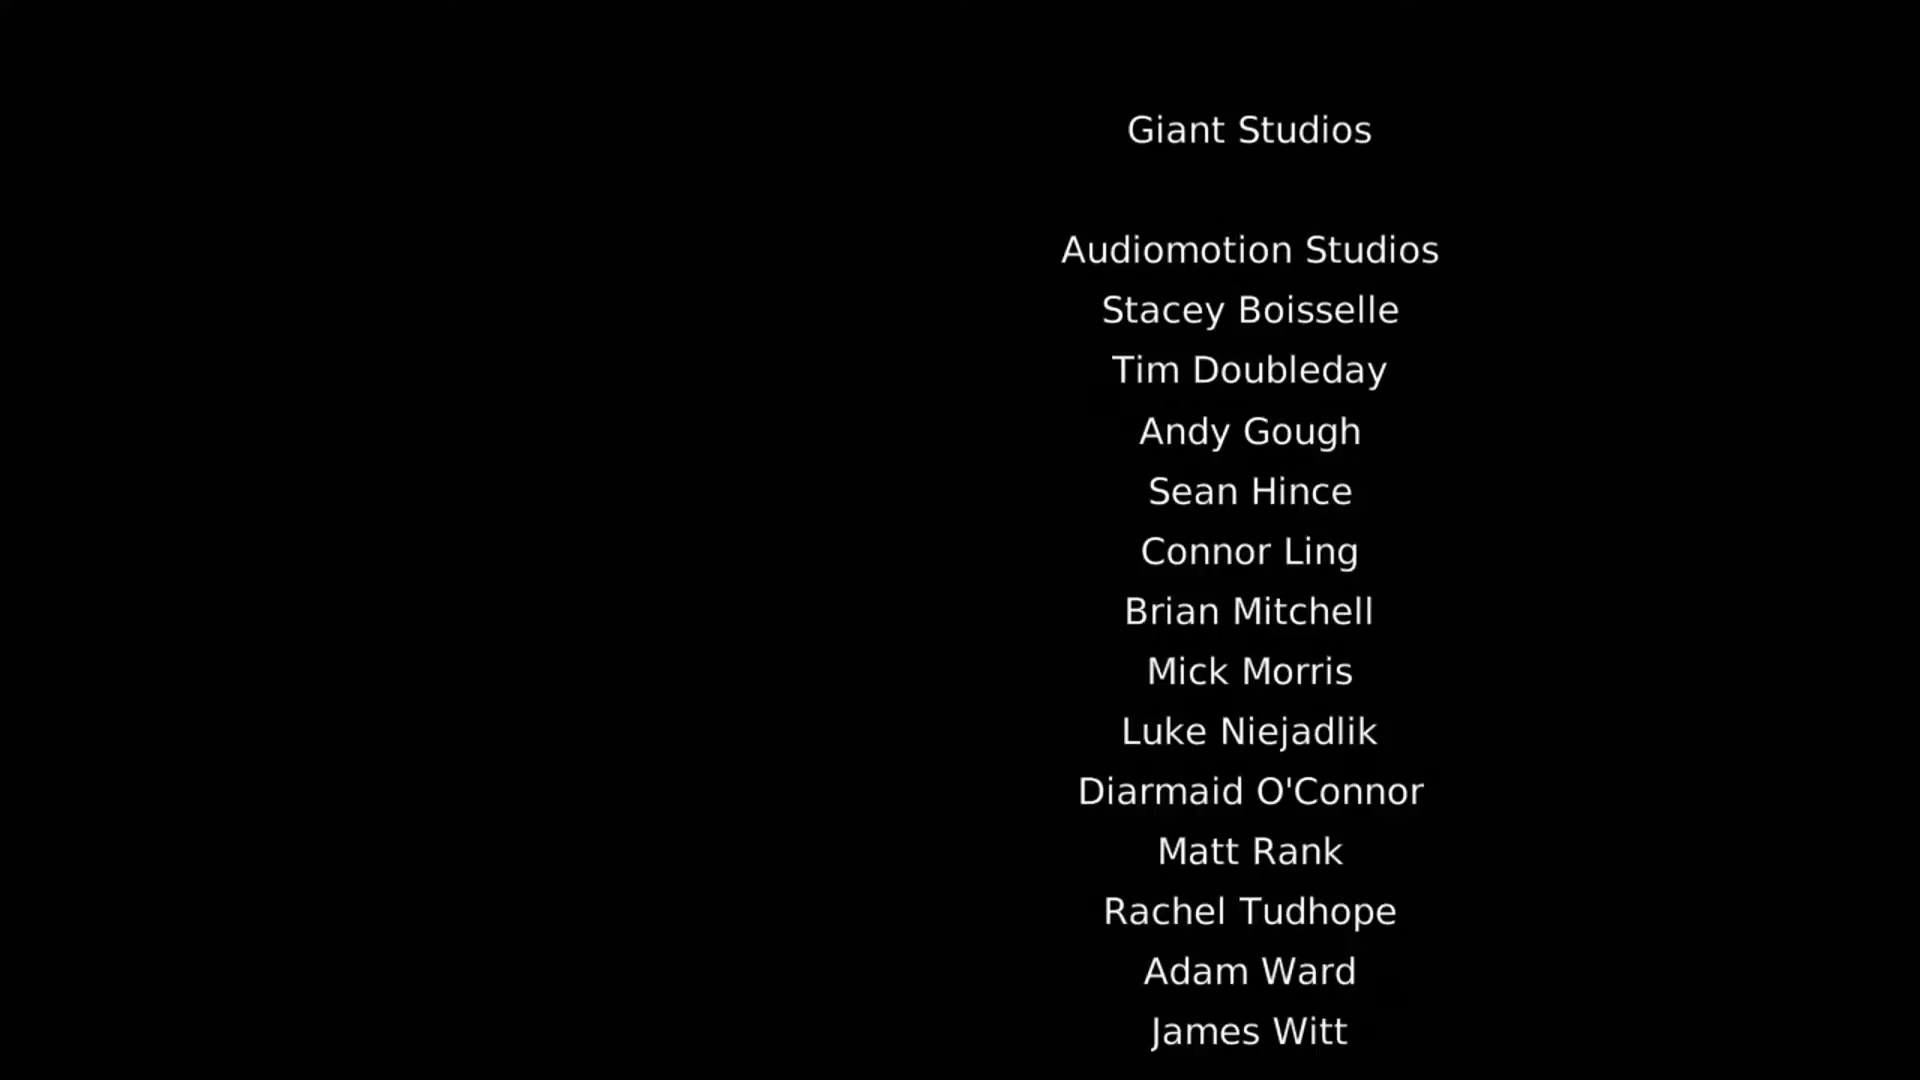 Giant Studios
Audiomotion Studios
Stacey Boisselle
Tim Doubleday
Andy Gough
Sean Hince
Connor Ling
Brian Mitchell
Mick Morris
Luke Niejadlik
Diarmaid O'Connor
Matt Rank
Rachel Tudhope
Adam Ward
James Witt